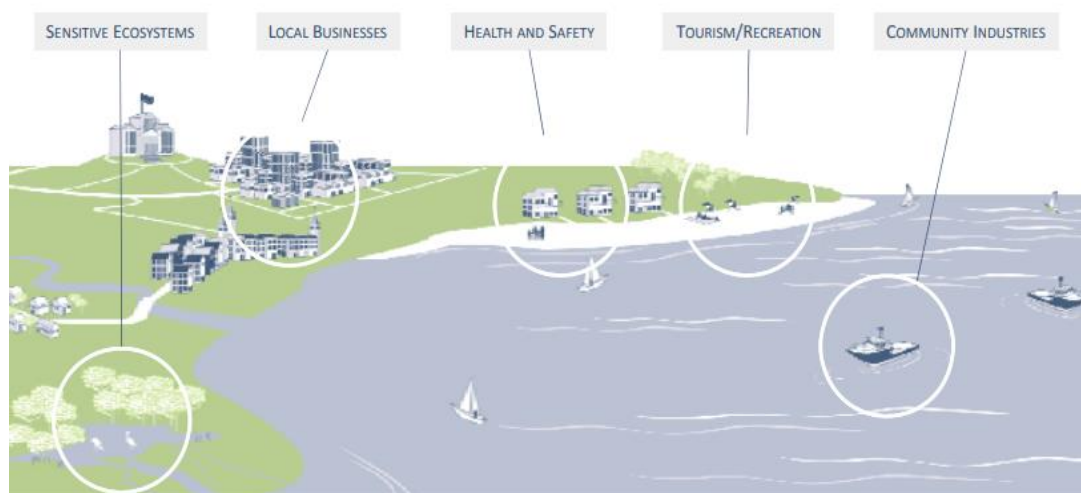 SENSITIVE ECOSYSTEMS
LOCAL BUSINESSES
HEALTH AND SAFETY
TOURISM/RECREATION
COMMUNITY INDUSTRIES